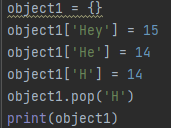 object1 = {}
object1['Hey'] = 15
object1['He'] = 14
object1['H'] = 14
object1.pop('H')
print(object1)